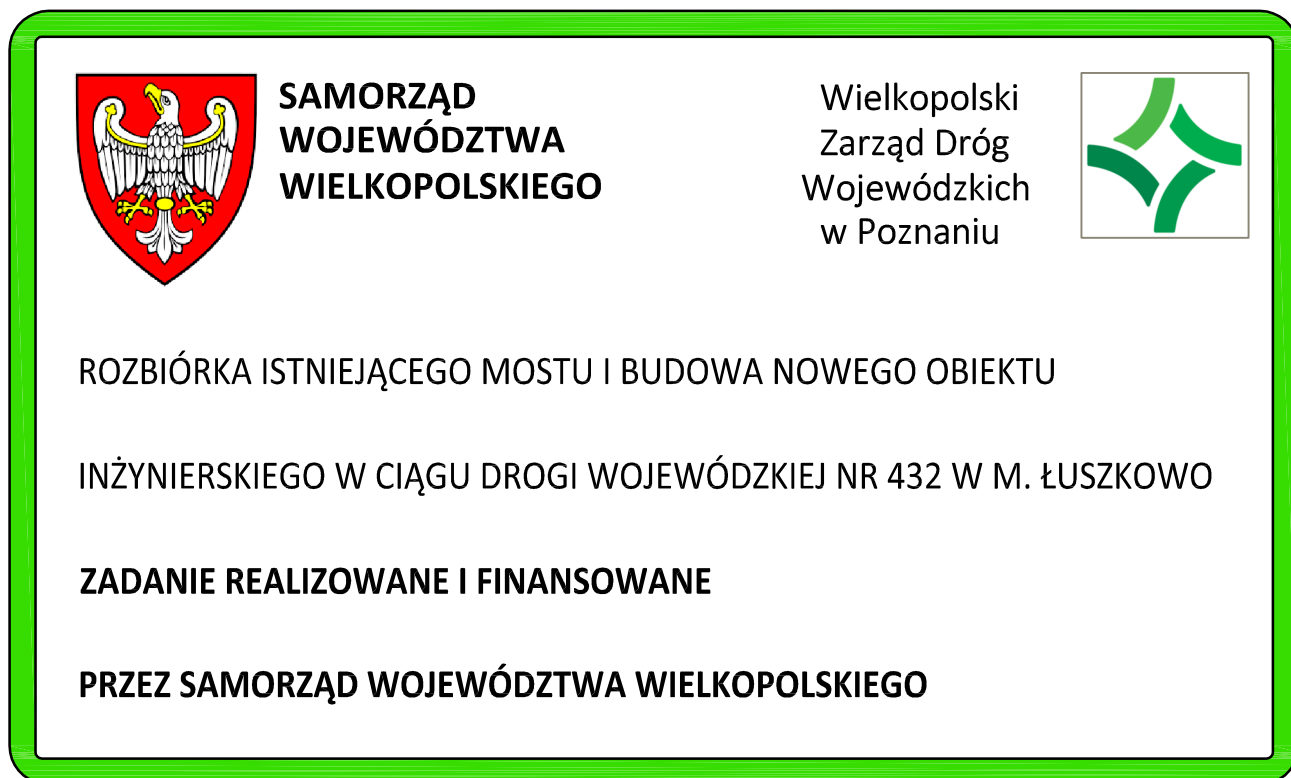 SAMORZĄD
WOJEWÓDZTWA
WIELKOPOLSKIEGO
Wielkopolski
Zarząd Dróg
Wojewódzkich
w Poznaniu
ROZBIÓRKA ISTNIEJĄCEGO MOSTU I BUDOWA NOWEGO OBIEKTU
INŻYNIERSKIEGO W CIĄGU DROGI WOJEWÓDZKIEJ NR 432 W M. ŁUSZKOWO
ZADANIE REALIZOWANE I FINANSOWANE
PRZEZ SAMORZĄD WOJEWÓDZTWA WIELKOPOLSKIEGO